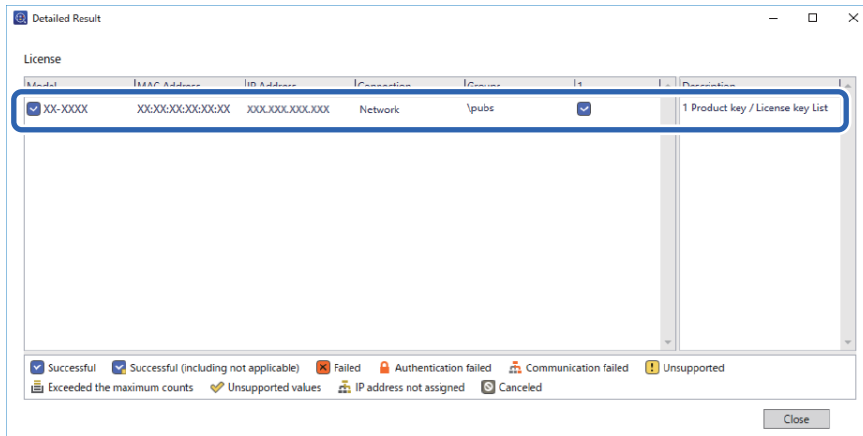 Detailed Result
License
Model MAC Address IP Address Connection Groups 1 Description
XX-XXXX XX:XX:XX:XX:XX:XX XXX.XXX.XXX.XXX Network \pubs 1 Product key / License key List
Successful Successful (including not applicable) Failed Authentication failed Communication failed Unsupported
Exceeded the maximum counts Unsupported values IP address not assigned Canceled
Close